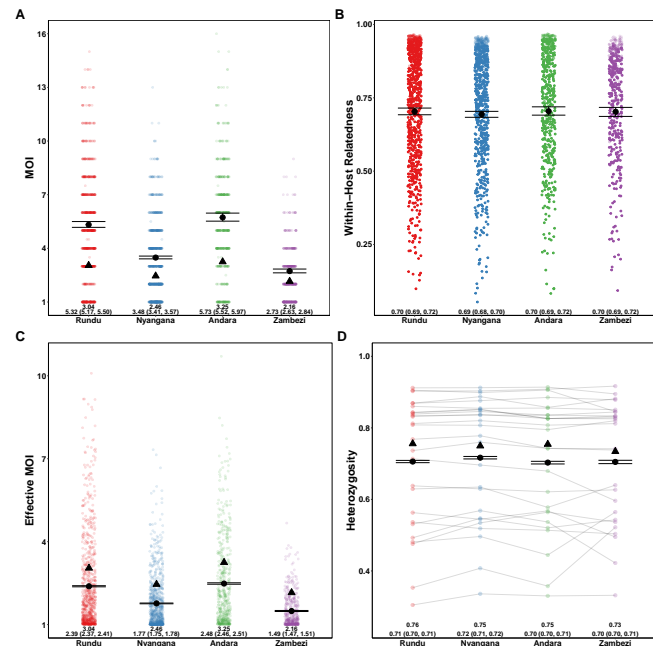 A
16
13
10
7
4
1
MOI
3.04 2.46 3.25 2.16
5.32 (5.17, 5.50) 3.48 (3.41, 3.57) 5.73 (5.52, 5.97) 2.73 (2.63, 2.84)
Rundu Nyangana Andara Zambezi
B
1.00
0.75
0.50
0.25
Within-Host Relatedness
0.70 (0.69, 0.72) 0.69 (0.68, 0.70) 0.70 (0.69, 0.72) 0.70 (0.69, 0.72)
Rundu Nyangana Andara Zambezi
C
10
7
4
1
Effective MOI
3.04 2.46 3.25 2.16
2.39 (2.37, 2.41) 1.77 (1.75, 1.78) 2.48 (2.46, 2.51) 1.49 (1.47, 1.51)
Rundu Nyangana Andara Zambezi
D
1.0
0.8
0.6
0.4
Heterozygosity
0.76 0.75 0.75 0.73
0.71 (0.70, 0.71) 0.72 (0.71, 0.72) 0.70 (0.70, 0.71) 0.70 (0.70, 0.71)
Rundu Nyangana Andara Zambezi